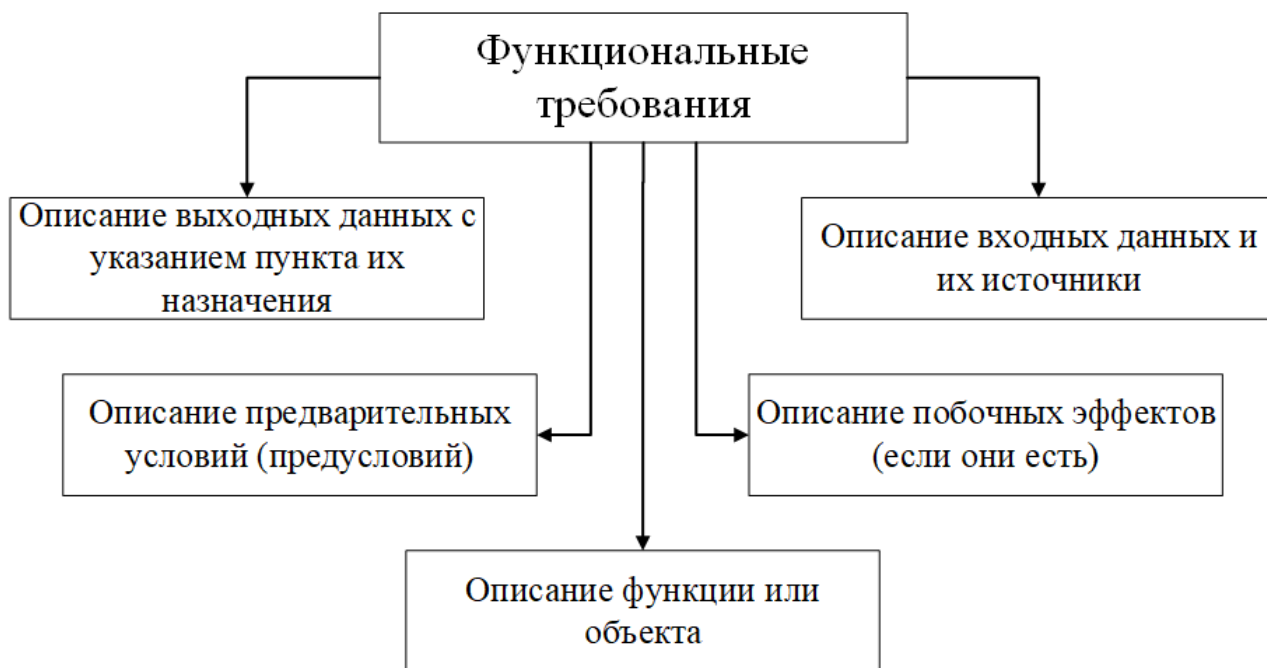 Функциональные
требования
Описание выходных данных с
указанием пункта их
назначения
Описание входных данных и
их источники
Описание предварительных
условий (предусловий)
Описание побочных эффектов
(если они есть)
Описание функции или
объекта